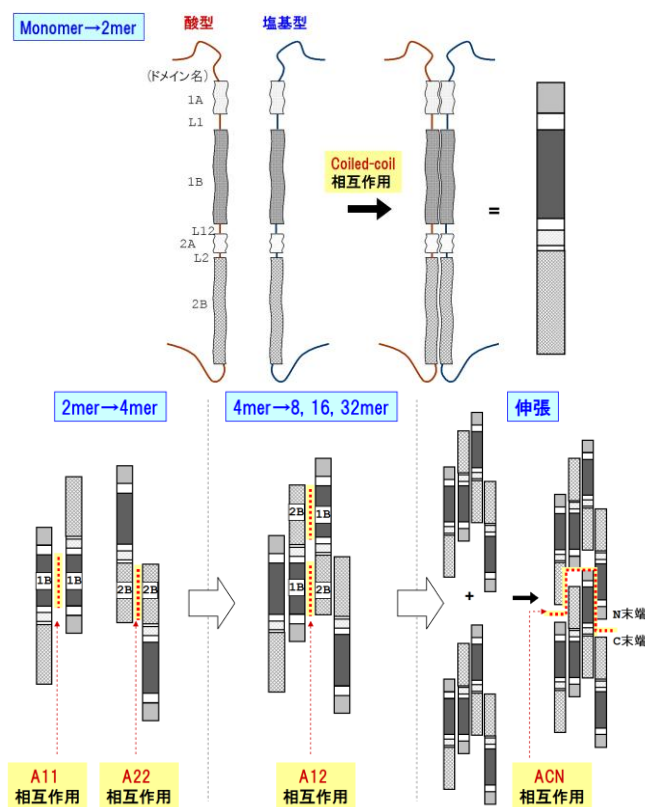 Monomer→2mer
酸型
塩基型
(ドメイン名)
1A
L1
1B
L12
2A
L2
2B
Coiled-coil
相互作用
=
2mer→4mer
4mer→8, 16, 32mer
伸張
1B
1B
2B
2B
2B
1B
1B
2B
+
N末端
C末端
A11
相互作用
A22
相互作用
A12
相互作用
ACN
相互作用